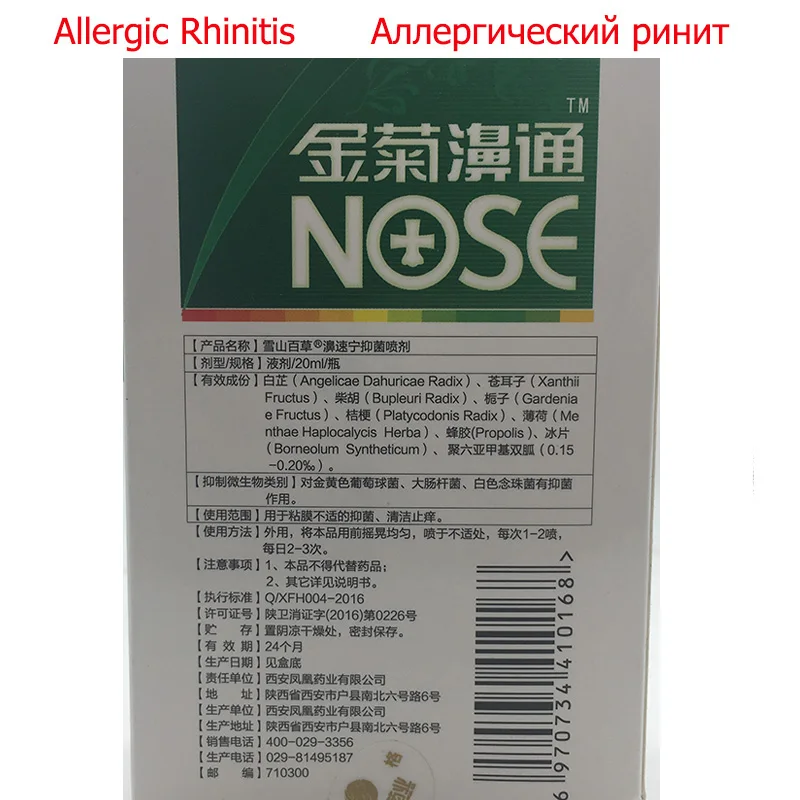 Allergic Rhinitis Аллергический ринит
TM
金菊濞通
NOSE
【产品名称】雪山百草®濞速宁抑菌喷剂
【剂型/规格】液剂/20ml/瓶
【有效成份】白芷（Angelicae Dahuricae Radix）、苍耳子（Xanthii
Fructus）、柴胡（Bupleuri Radix）、栀子（Gardenia
e Fructus）、桔梗（Platycodonis Radix）、薄荷（Me
nthae Haplocalycis Herba）、蜂胶(Propolis)、冰片
（Borneolum Syntheticum）、聚六亚甲基双胍（0.15
-0.20‰）。
【抑制微生物类别】对金黄色葡萄球菌、大肠杆菌、白色念珠菌有抑菌
作用。
【使用范围】用于粘膜不适的抑菌、清洁止痒。
【使用方法】外用，将本品用前摇晃均匀，喷于不适处，每次1-2喷，
每日2-3次。
【注意事项】1、本品不得代替药品；
2、其它详见说明书。
【执行标准】Q/XFH004-2016
【许可证号】陕卫消证字(2016)第0226号
【贮 存】置阴凉干燥处，密封保存。
【有 效 期】24个月
【生产日期】见盒底
【责任单位】西安凤凰药业有限公司
【地 址】陕西省西安市户县南北六号路6号
【生产单位】西安凤凰药业有限公司
【生产地址】陕西省西安市户县南北六号路6号
【销售电话】400-029-3356
【生产电话】029-81495187
【邮 编】710300
6 970734 410168 >
格